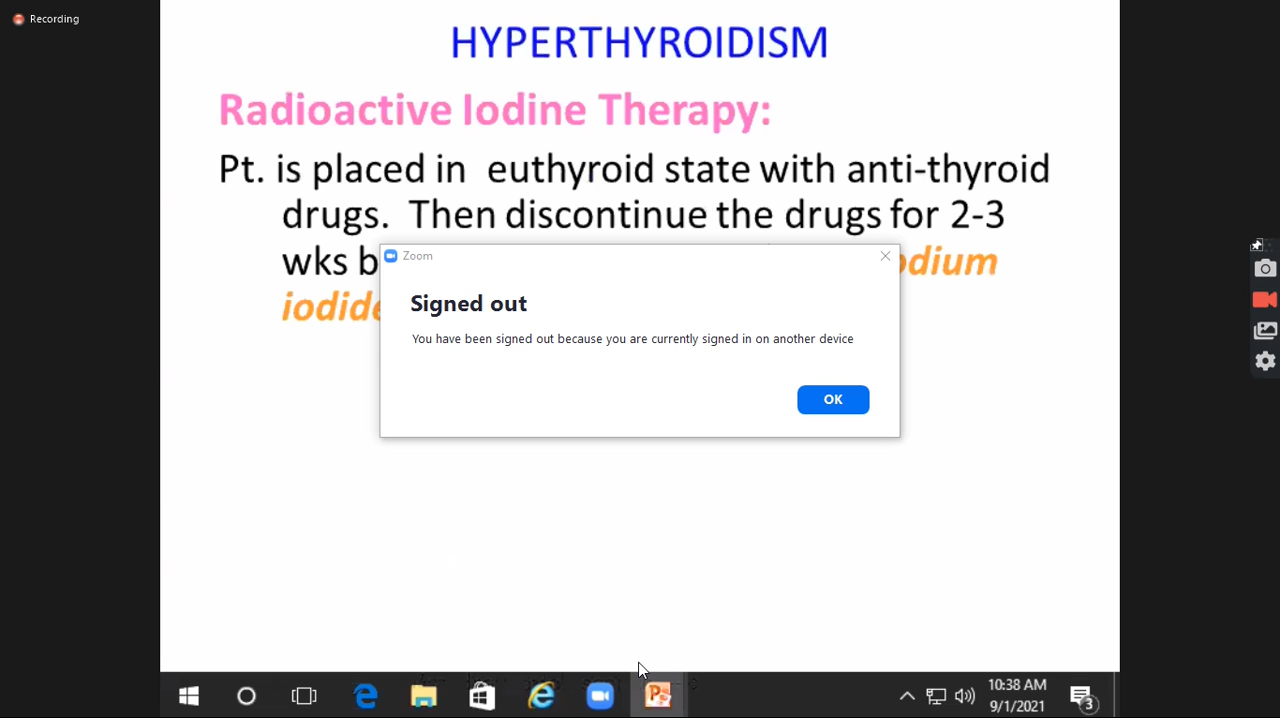 Recording
HYPERTHYROIDISM
Radioactive Iodine Therapy:
Pt. is placed in euthyroid state with anti-thyroid
drugs. Then discontinue the drugs for 2-3
wks
Zoom
Signed out
You have been signed out because you are currently signed in on another device
OK
10:38 AM
9/1/2021
3